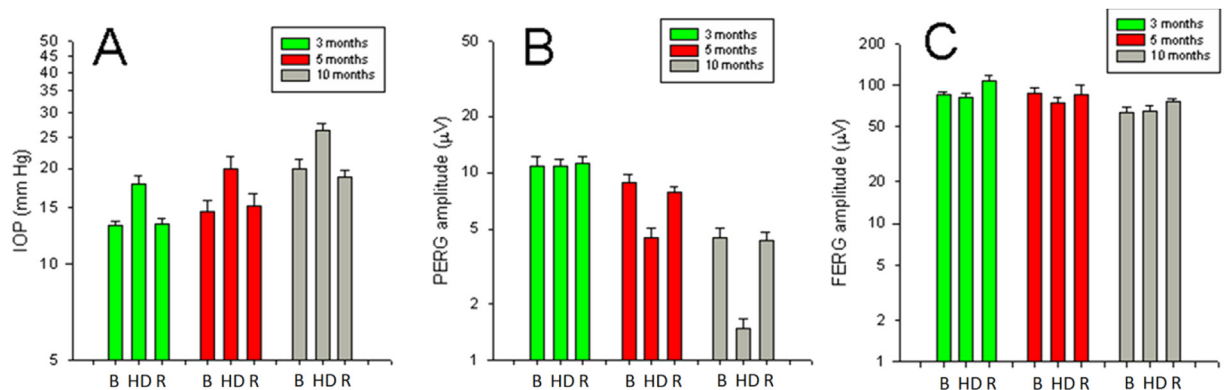 A
3 months
5 months
10 months
IOP (mm Hg)
50
45
40
35
30
25
20
15
10
5
B HD R B HD R B HD R
B
3 months
5 months
10 months
PERG amplitude (μV)
50
20
10
5
2
1
B HD R B HD R B HD R
C
3 months
5 months
10 months
FERG amplitude (μV)
200
100
50
20
10
5
2
1
B HD R B HD R B HD R